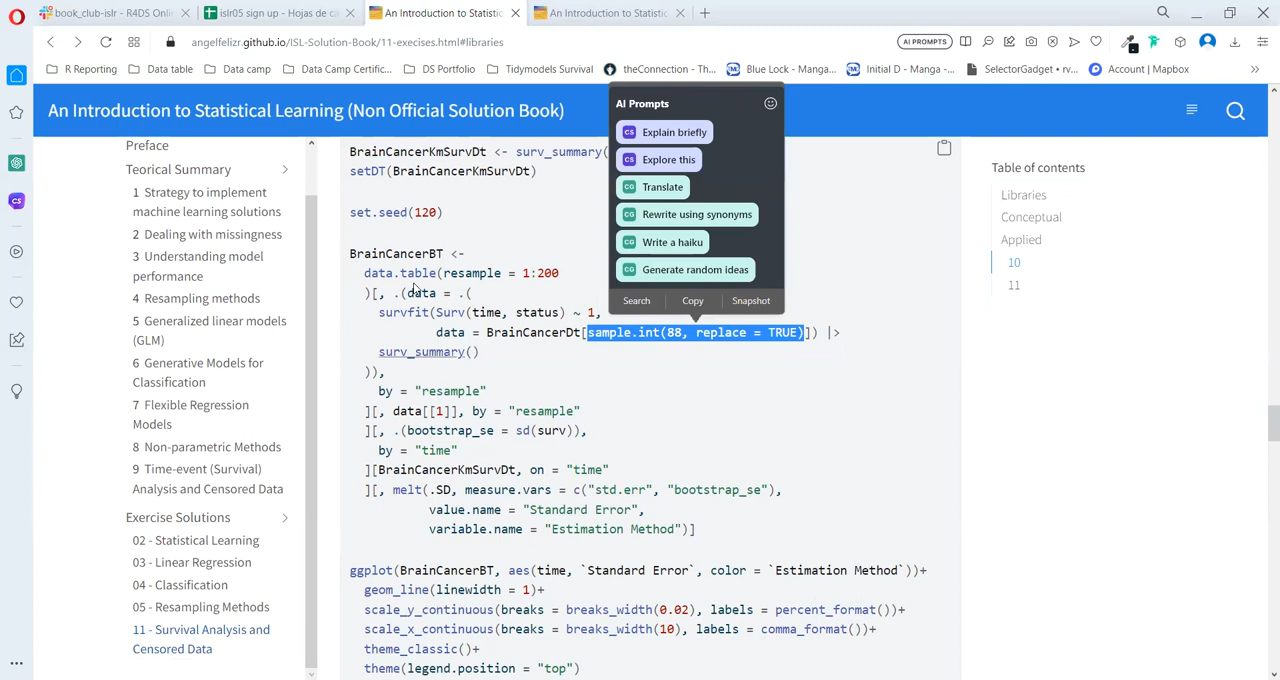 book_club-islr - R4DS O
islr05 sign up - Hojas de cá
An Introduction to Statistic
An Introduction to Statistic
angelfelizr.github.io/ISL-Solution-Book/11-execises.html#libraries
AI PROMPTS
R Reporting
Data table
Data camp
Data Camp Certific...
DS Portfolio
Tidymodels Survival
theConnection - Th...
Blue Lock - Manga...
Initial D - Manga -...
SelectorGadget • rv...
Account | Mapbox
An Introduction to Statistical Learning (Non Official Solution Book)
Preface
Teorical Summary
1 Strategy to implement
machine learning solutions
2 Dealing with missingness
3 Understanding model
performance
4 Resampling methods
5 Generalized linear models
(GLM)
6 Generative Models for
Classification
7 Flexible Regression
Models
8 Non-parametric Methods
9 Time-event (Survival)
Analysis and Censored Data
Exercise Solutions
02 - Statistical Learning
03 - Linear Regression
04 - Classification
05 - Resampling Methods
11 - Survival Analysis and
Censored Data
BrainCancerKmSurvDt <- surv_summary(
setDT(BrainCancerKmSurvDt)
set.seed(120)
BrainCancerBT <-
data.table(resample = 1:200
)[, .(data = .(
survfit(Surv(time, status) ~ 1,
data = BrainCancerDt[sample.int(88, replace = TRUE)]) |>
surv_summary()
)),
by = "resample"
][, data[[1]], by = "resample"
][, .(bootstrap_se = sd(surv)),
by = "time"
][BrainCancerKmSurvDt, on = "time"
][, melt(.SD, measure.vars = c("std.err", "bootstrap_se"),
value.name = "Standard Error",
variable.name = "Estimation Method")]
ggplot(BrainCancerBT, aes(time, `Standard Error`, color = `Estimation Method`))+
geom_line(linewidth = 1)+
scale_y_continuous(breaks = breaks_width(0.02), labels = percent_format())+
scale_x_continuous(breaks = breaks_width(10), labels = comma_format())+
theme_classic()+
theme(legend.position = "top")
AI Prompts
CS Explain briefly
CS Explore this
CG Translate
CG Rewrite using synonyms
CG Write a haiku
CG Generate random ideas
Search
Copy
Snapshot
Table of contents
Libraries
Conceptual
Applied
10
11
CS